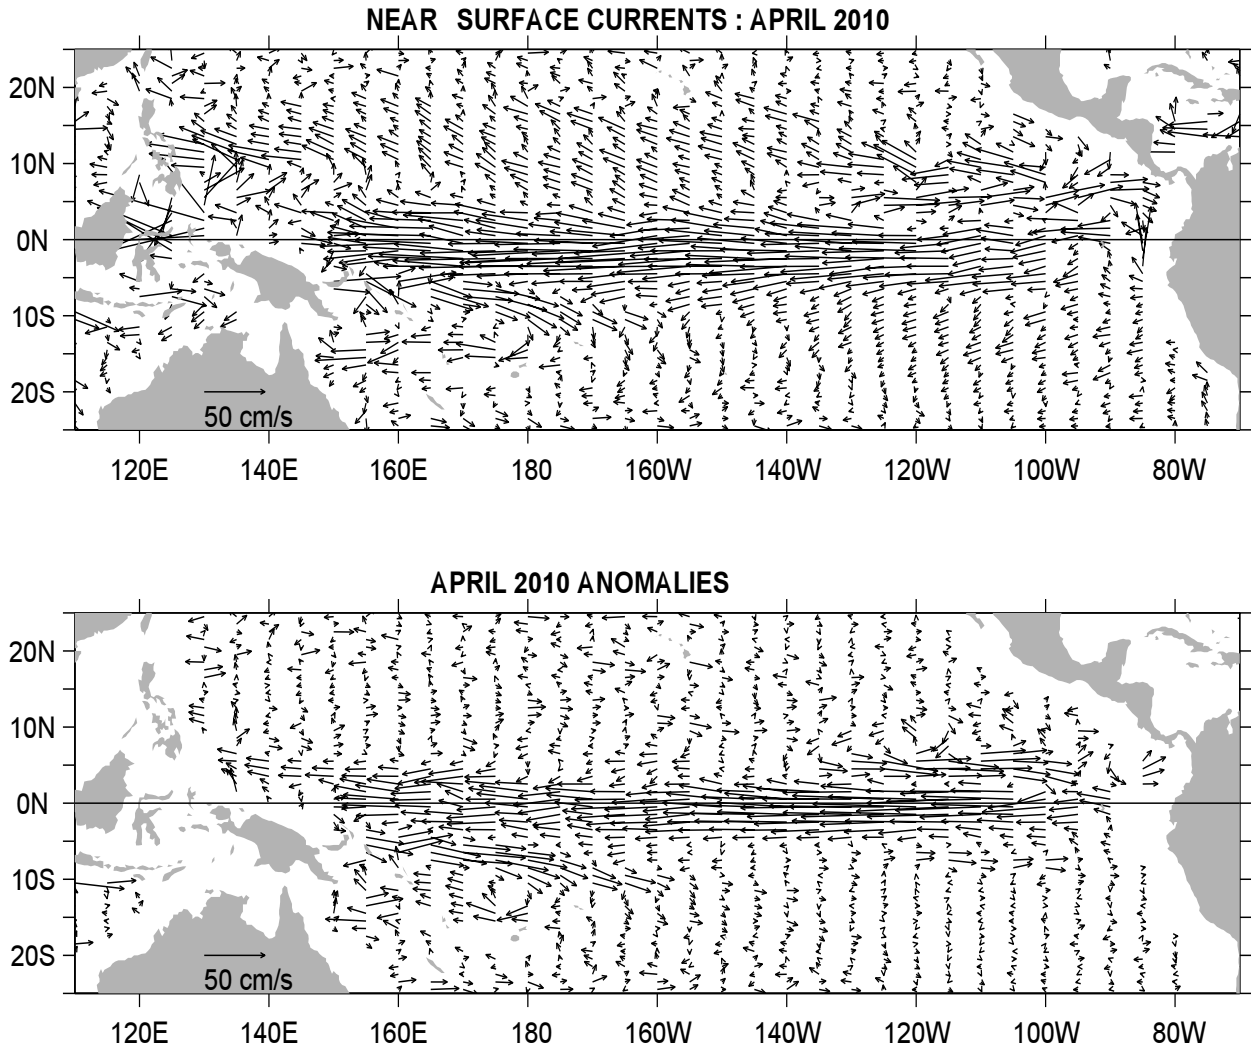 NEAR SURFACE CURRENTS : APRIL 2010
20N
10N
0N
10S
20S
50 cm/s
120E 140E 160E 180 160W 140W 120W 100W 80W
APRIL 2010 ANOMALIES
20N
10N
0N
10S
20S
50 cm/s
120E 140E 160E 180 160W 140W 120W 100W 80W